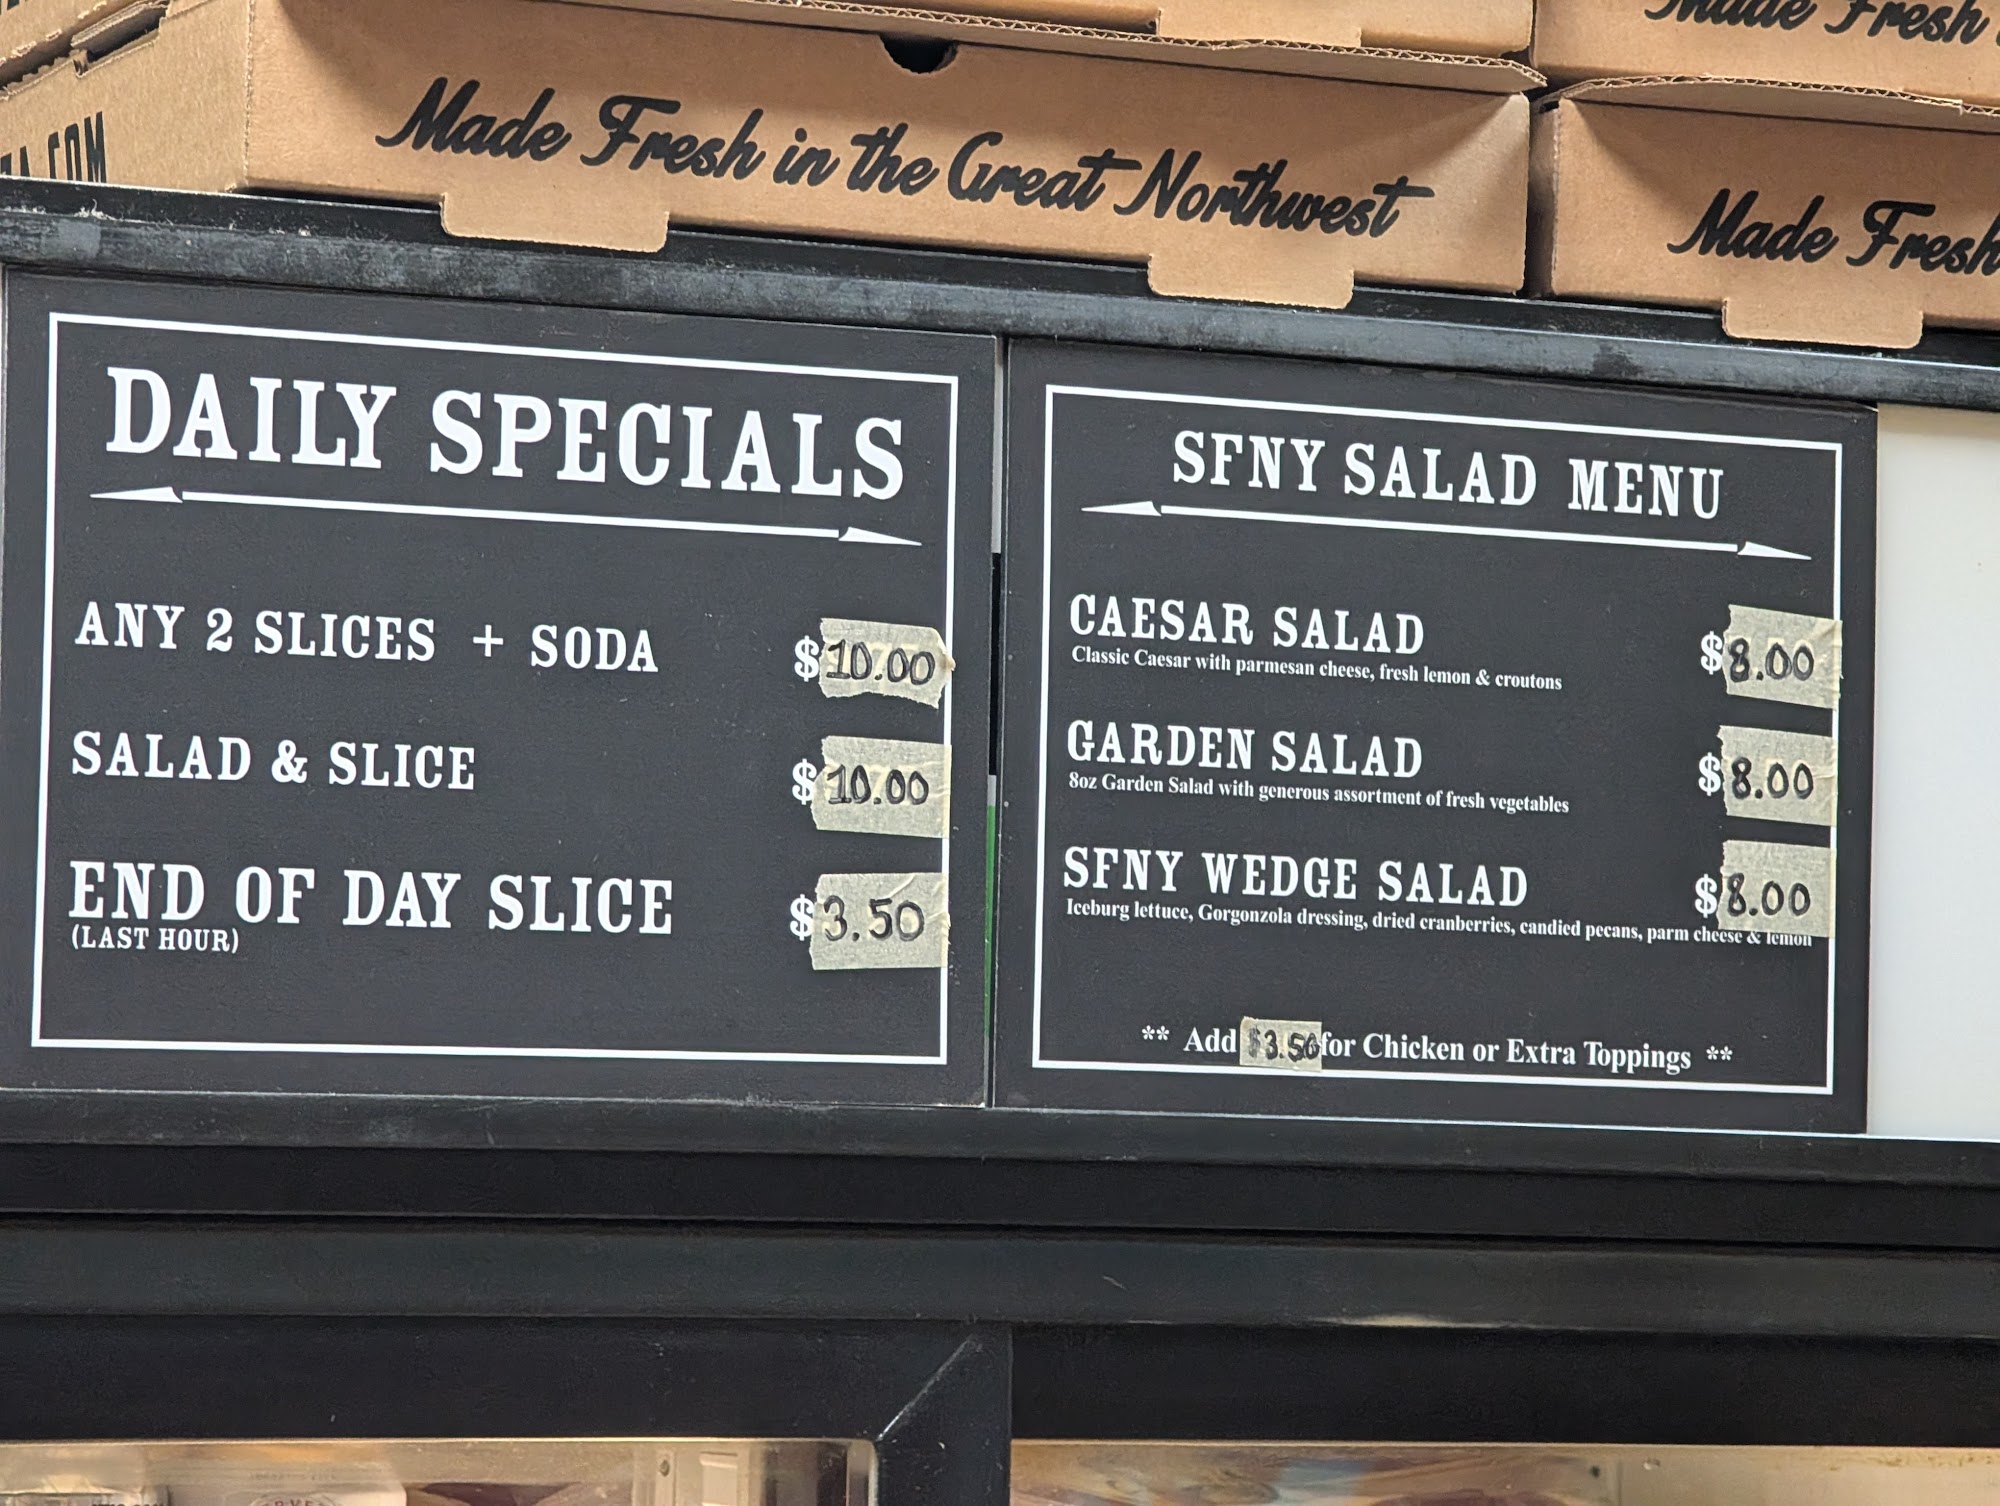 Made Fresh
Made Fresh in the Great Northwest
Made Fresh
.COM
DAILY SPECIALS
ANY 2 SLICES + SODA $10.00
SALAD & SLICE $10.00
END OF DAY SLICE $3.50
(LAST HOUR)
SFNY SALAD MENU
CAESAR SALAD $8.00
Classic Caesar with parmesan cheese, fresh lemon & croutons
GARDEN SALAD $8.00
8oz Garden Salad with generous assortment of fresh vegetables
SFNY WEDGE SALAD $8.00
Iceburg lettuce, Gorgonzola dressing, dried cranberries, candied pecans, parm cheese & lemon
** Add $3.50 for Chicken or Extra Toppings **